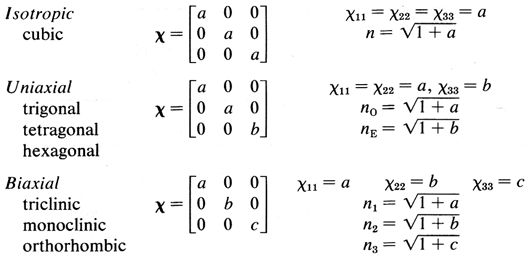 Isotropic
cubic
χ = [a 0 0
0 a 0
0 0 a]
χ₁₁ = χ₂₂ = χ₃₃ = a
n = √1 + a
Uniaxial
trigonal
tetragonal
hexagonal
χ = [a 0 0
0 a 0
0 0 b]
χ₁₁ = χ₂₂ = a, χ₃₃ = b
n_O = √1 + a
n_E = √1 + b
Biaxial
triclinic
monoclinic
orthorhombic
χ = [a 0 0
0 b 0
0 0 c]
χ₁₁ = a χ₂₂ = b χ₃₃ = c
n₁ = √1 + a
n₂ = √1 + b
n₃ = √1 + c